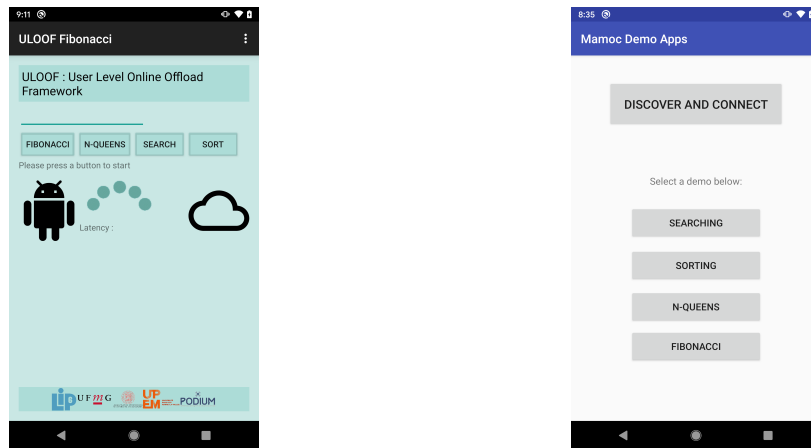 9:11
ULOOF Fibonacci
ULOOF : User Level Online Offload
Framework
FIBONACCI N-QUEENS SEARCH SORT
Please press a button to start
Latency :
LIP UFMG UPEM PODIUM
8:35
Mamoc Demo Apps
DISCOVER AND CONNECT
Select a demo below:
SEARCHING
SORTING
N-QUEENS
FIBONACCI